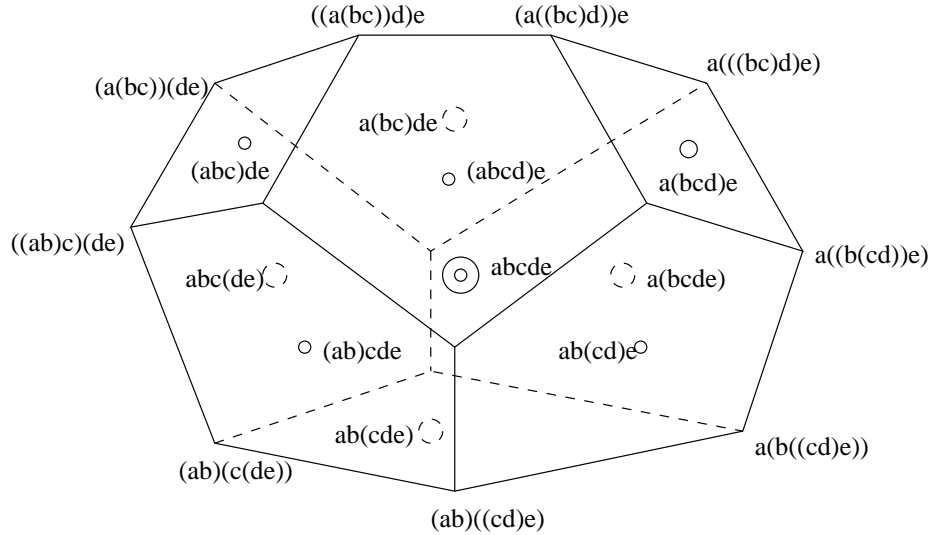 ((a(bc))d)e
(a((bc)d))e
(a(bc))(de)
a(((bc)d)e)
a(bc)de
(abc)de
(abcd)e
a(bcd)e
((ab)c)(de)
a((b(cd))e)
abc(de)
abcde
a(bcde)
(ab)cde
ab(cd)e
ab(cde)
(ab)(c(de))
a(b((cd)e))
(ab)((cd)e)